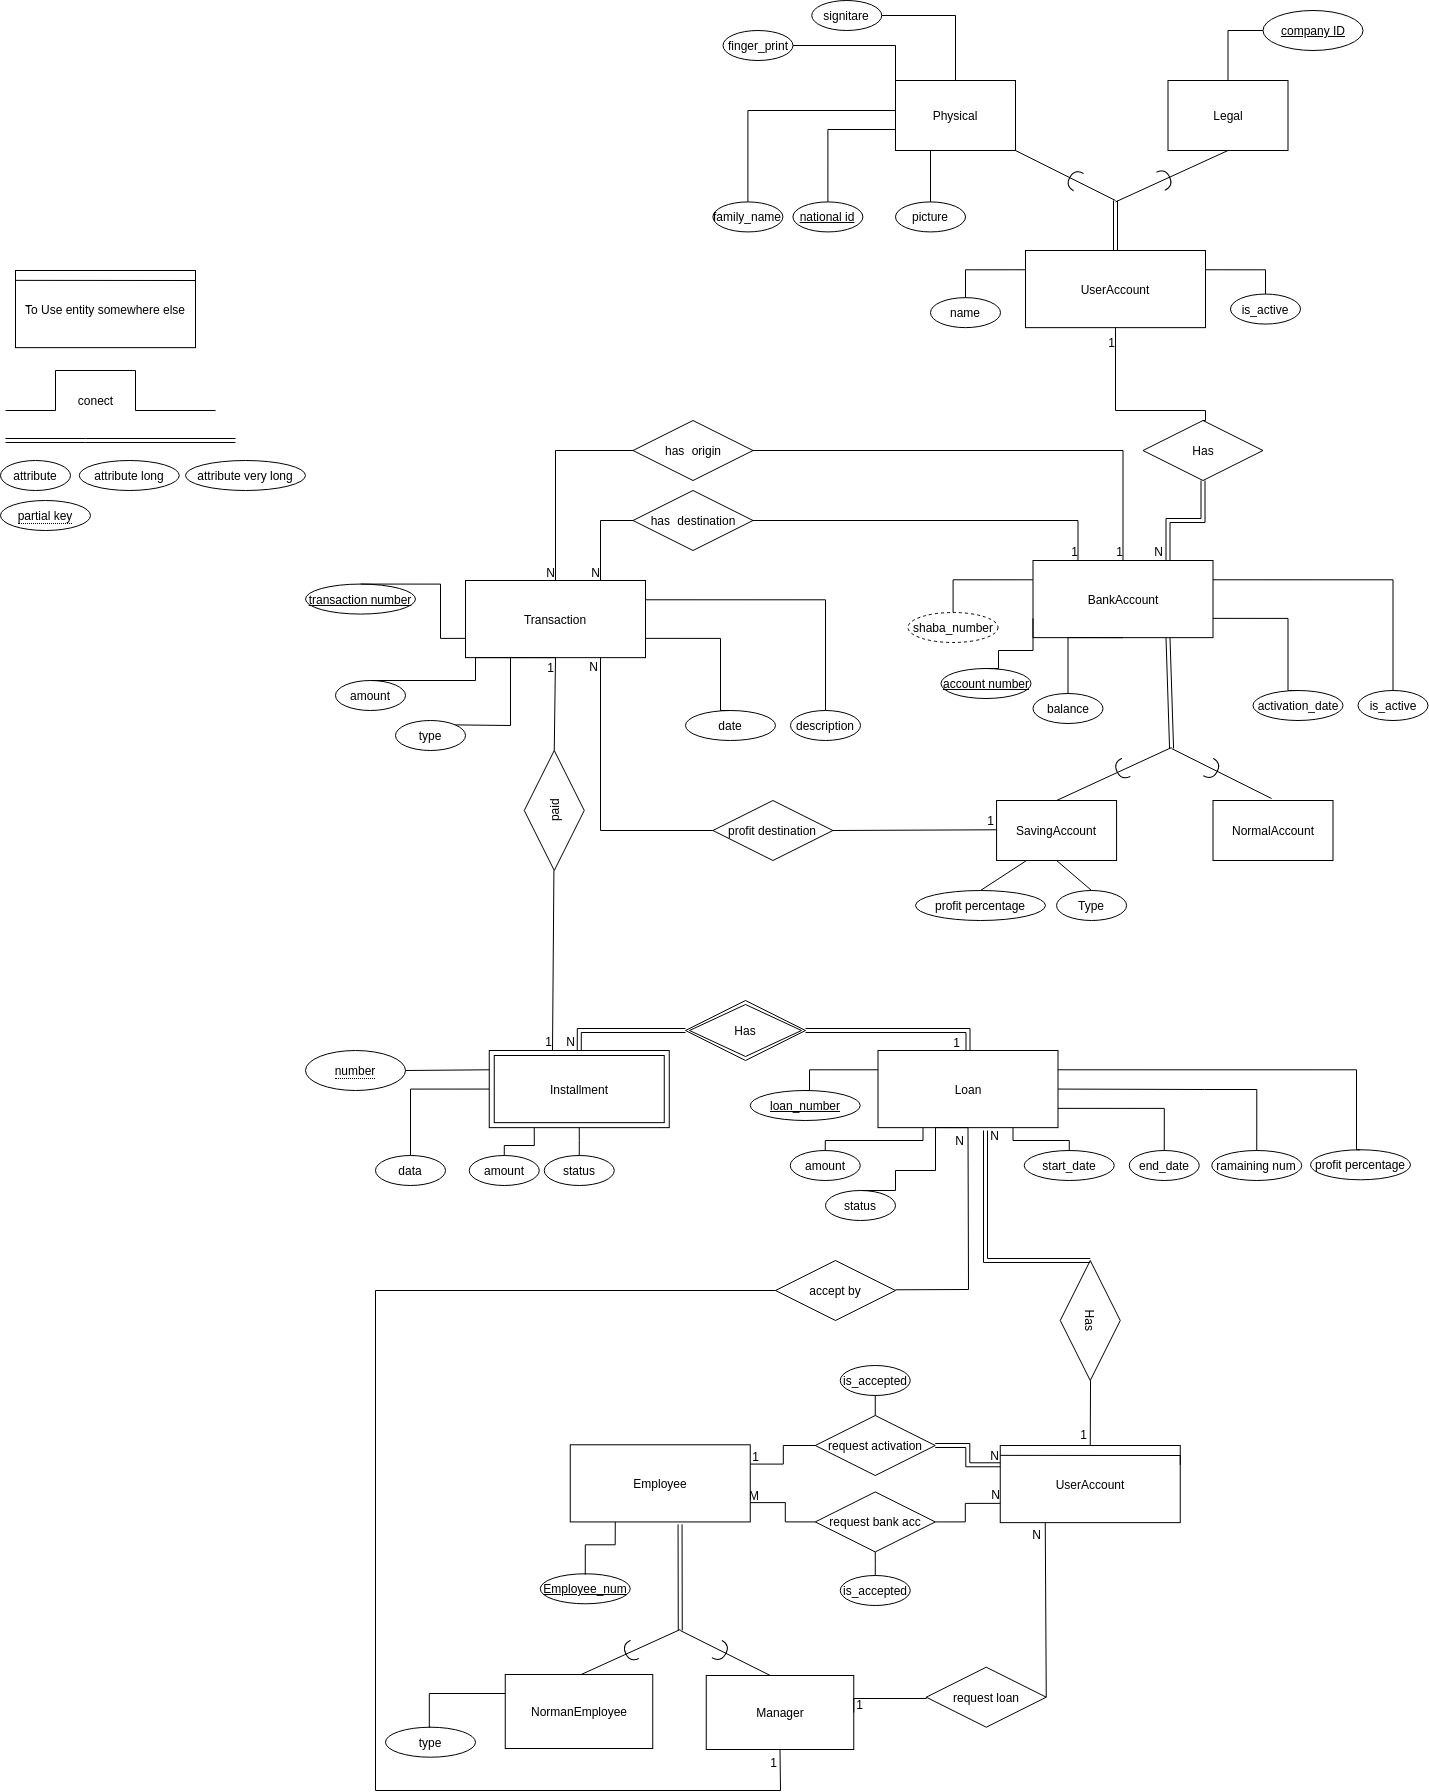 signitare
finger_print
company ID
Physical
Legal
family_name
national id
picture
UserAccount
name
is_active
To Use entity somewhere else
1
conect
has  origin
Has
attribute
attribute long
attribute very long
partial key
has  destination
1
1
N
N
N
transaction number
Transaction
BankAccount
shaba_number
1
N
account number
amount
balance
activation_date
is_active
type
date
description
paid
1
profit destination
SavingAccount
NormalAccount
profit percentage
Type
Has
1
N
1
number
Installment
Loan
loan_number
N
N
data
amount
status
amount
start_date
end_date
ramaining num
profit percentage
status
accept by
Has
is_accepted
1
request activation
1
N
Employee
UserAccount
M
N
request bank acc
N
Employee_num
is_accepted
request loan
1
NormanEmployee
Manager
type
1